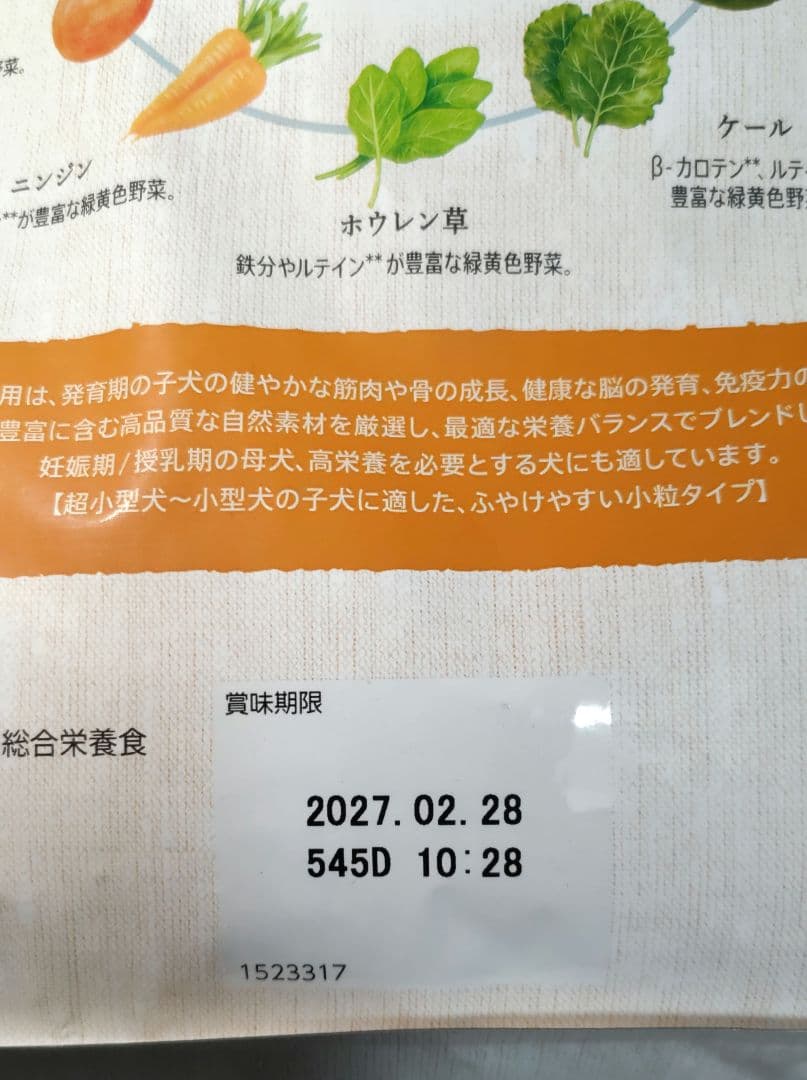 野菜。
ニンジン
**が豊富な緑黄色野菜。
ホウレン草
鉄分やルテイン**が豊富な緑黄色野菜。
ケール
β-カロテン**、ルテ
豊富な緑黄色野
用は、発育期の子犬の健やかな筋肉や骨の成長、健康な脳の発育、免疫力の
豊富に含む高品質な自然素材を厳選し、最適な栄養バランスでブレンドし
妊娠期/授乳期の母犬、高栄養を必要とする犬にも適しています。
【超小型犬〜小型犬の子犬に適した、ふやけやすい小粒タイプ】
総合栄養食
賞味期限
2027.02.28
545D 10:28
1523317